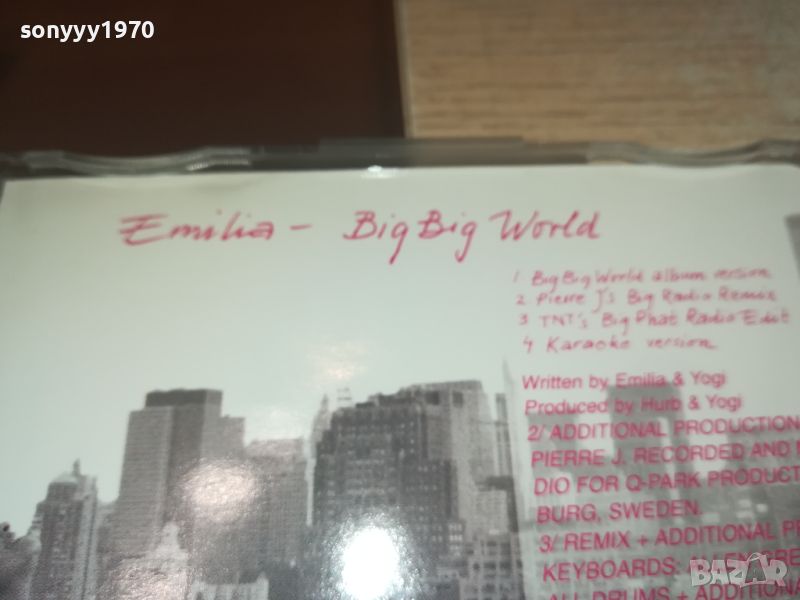 sonyyy1970
Emilia - Big Big World
1 Big Big World album version
2 Pierre J's Big Radio Remix
3 TNT's Big Phat Radio Edit
4 Karaoke version
Written by Emilia & Yogi
Produced by Hurb & Yogi
2/ ADDITIONAL PRODUCTION
PIERRE J. RECORDED AND
DIO FOR Q-PARK PRODUCT
BURG, SWEDEN.
3/ REMIX + ADDITIONAL PR
KEYBOARDS:
ALL DRUMS + ADDITIONA
BAZAR